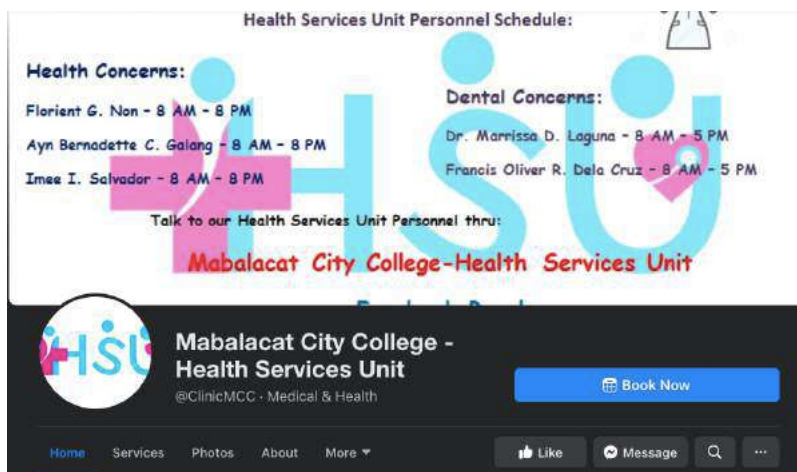 Health Services Unit Personnel Schedule:
Health Concerns:
Florient G. Non - 8 AM - 8 PM
Ayn Bernadette C. Galang - 8 AM - 8 PM
Imee I. Salvador - 8 AM - 8 PM
Dental Concerns:
Dr. Marrissa D. Laguna - 8 AM - 5 PM
Francis Oliver R. Dela Cruz - 8 AM - 5 PM
HSU
Talk to our Health Services Unit Personnel thru:
Mabalacat City College-Health Services Unit
HSU
Mabalacat City College -
Health Services Unit
@ClinicMCC · Medical & Health
Book Now
Home Services Photos About More
Like Message